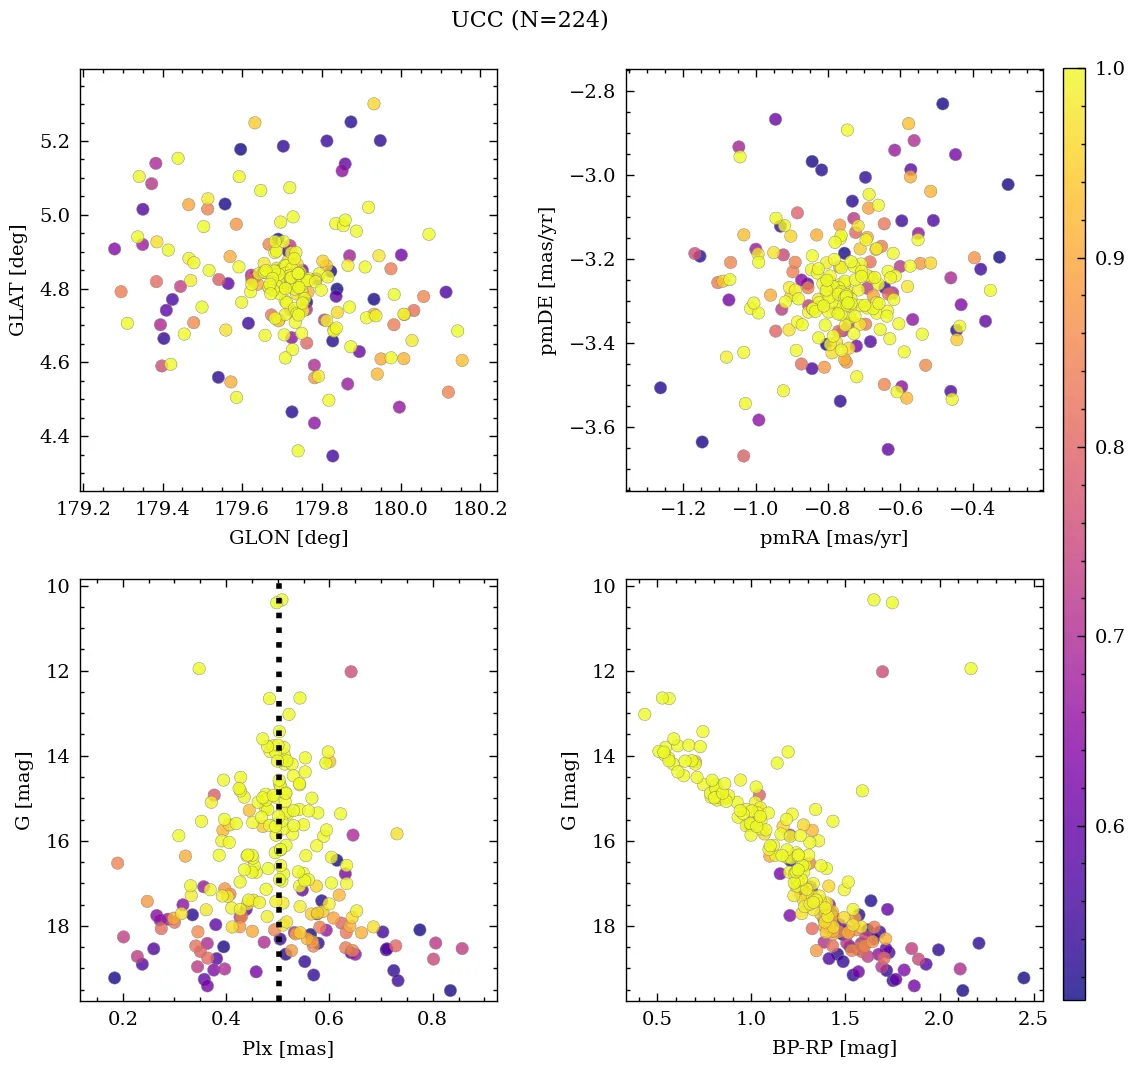 UCC (N=224)
5.2
5.0
4.8
4.6
4.4
GLAT [deg]
179.2 179.4 179.6 179.8 180.0 180.2
GLON [deg]
−2.8
−3.0
−3.2
−3.4
−3.6
pmDE [mas/yr]
−1.2 −1.0 −0.8 −0.6 −0.4
pmRA [mas/yr]
10
12
14
16
18
G [mag]
0.2 0.4 0.6 0.8
Plx [mas]
10
12
14
16
18
G [mag]
0.5 1.0 1.5 2.0 2.5
BP-RP [mag]
1.0
0.9
0.8
0.7
0.6